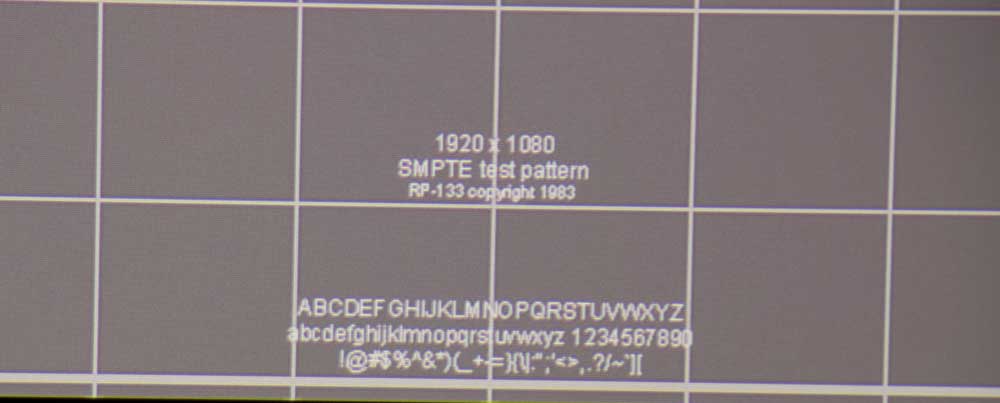 1920 x 1080
SMPTE test pattern
RP-133 copyright 1983
ABCDEFGHIJKLMNOPQRSTUVWXYZ
abcdefghijklmnopqrstuvwxyz 1234567890
!@#$%^&*)(_+-=}{\|:";'<>,.?/~`][